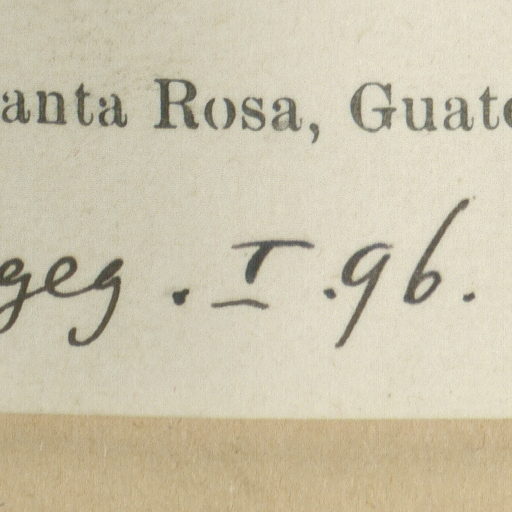 anta Rosa, Guate
geg . I . 96.